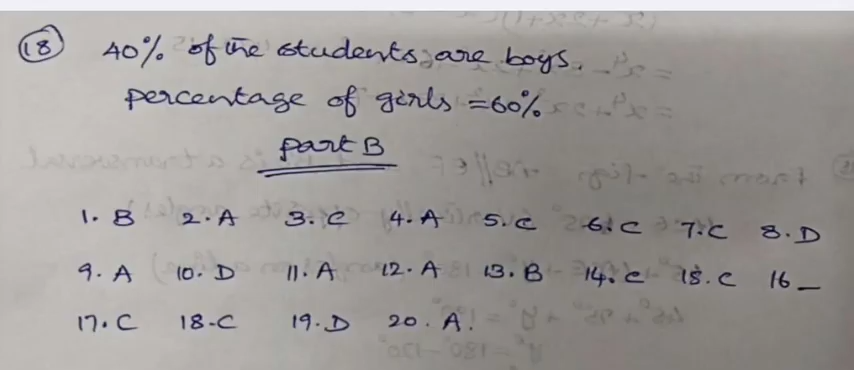 (18) 40% of the students are boys.
percentage of girls = 60%
Part B
1. B 2. A 3. C 4. A 5. C 6. C 7. C 8. D
9. A 10. D 11. A 12. A 13. B 14. C 15. C 16 _
17. C 18. C 19. D 20. A.